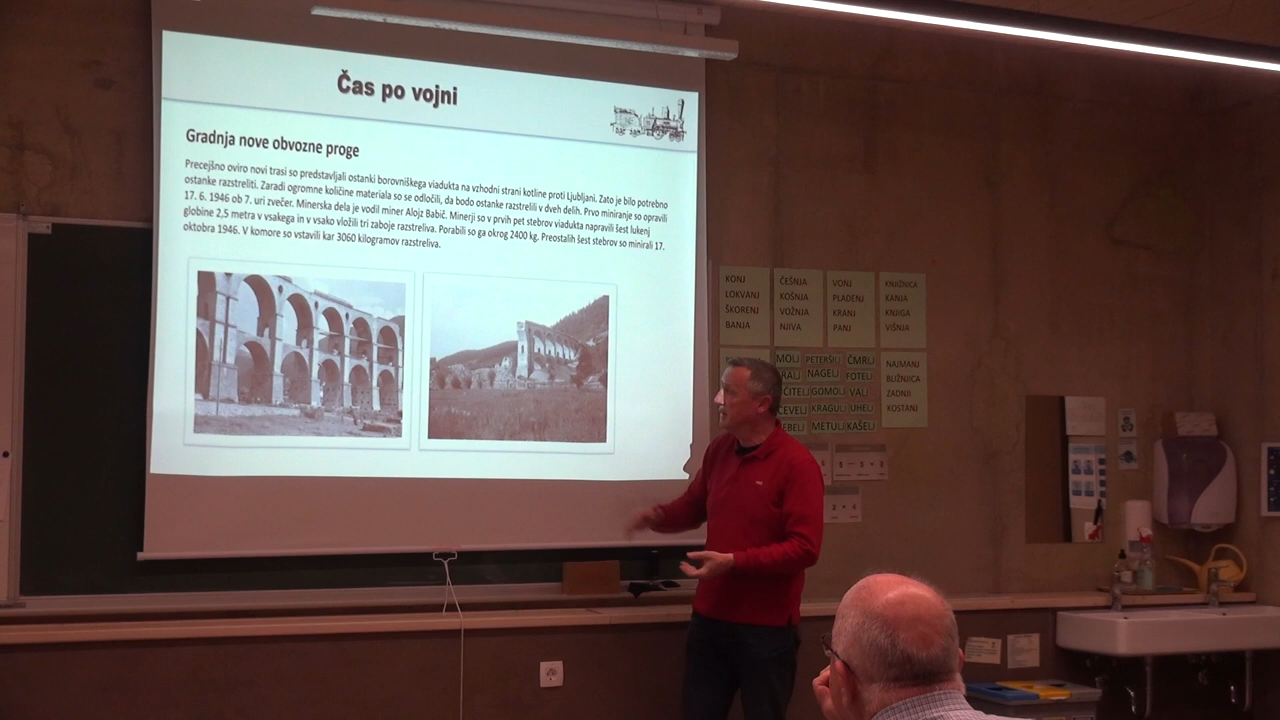 Čas po vojni
Gradnja nove obvozne proge
Precejšno oviro novi trasi so predstavljali ostanki borovniškega viadukta na vzhodni strani kotline proti Ljubljani. Zato je bilo potrebno
ostanke razstreliti. Zaradi ogromne količine materiala so se odločili, da bodo ostanke razstrelili v dveh delih. Prvo miniranje so opravili
17. 6. 1946 ob 7. uri zvečer. Minerska dela je vodil miner Alojz Babič. Minerji so v prvih pet stebrov viadukta napravili šest lukenj
globine 2,5 metra v vsakega in v vsako vložili tri zaboje razstreliva. Porabili so ga okrog 2400 kg. Preostalih šest stebrov so minirali 17.
oktobra 1946. V komore so vstavili kar 3060 kilogramov razstreliva.
KONJ
LOKVANJ
ŠKORENJ
BANJA
ČEŠNJA
KOŠNJA
VOŽNJA
NJIVA
VONJ
PLADENJ
KRANJ
PANJ
KNJIŽNICA
KANJA
KNJIGA
VIŠNJA
MOLJ PETERŠILJ ČMRLJ
NAGELJ FOTELJ
GOMOLJ VALJ
KRAGULJ UHELJ
METULJ KAŠELJ
NAJMANJ
BUŽNJICA
ZADNJI
KOSTANJ